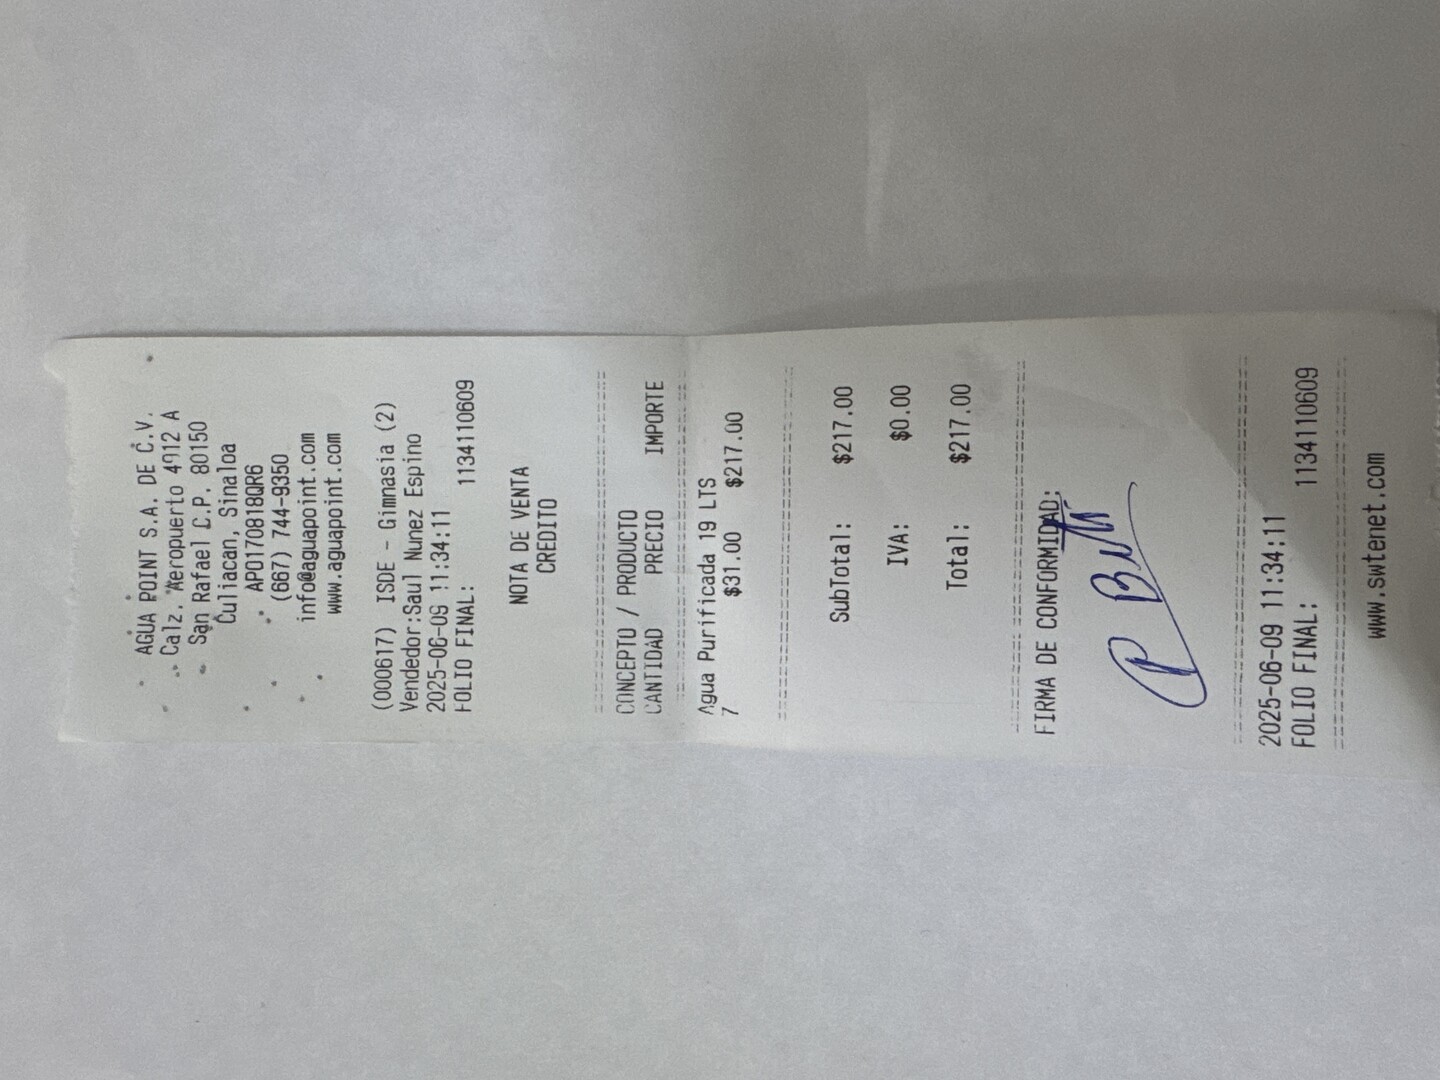 AGUA POINT S.A. DE C.V.
Calz. Aeropuerto 4912 A
San Rafael C.P. 80150
Culiacan, Sinaloa
APO170818QR6
(667) 744-9350
info@aguapoint.com
www.aguapoint.com
(000617) ISDE - Gimnasia (2)
Vendedor:Saul Nunez Espino
2025-06-09 11:34:11
FOLIO FINAL: 1134110609
NOTA DE VENTA
CREDITO
CONCEPTO / PRODUCTO
CANTIDAD PRECIO IMPORTE
Agua Purificada 19 LTS
7 $31.00 $217.00
SubTotal: $217.00
IVA: $0.00
Total: $217.00
FIRMA DE CONFORMIDAD:
2025-06-09 11:34:11
FOLIO FINAL: 1134110609
www.swtenet.com